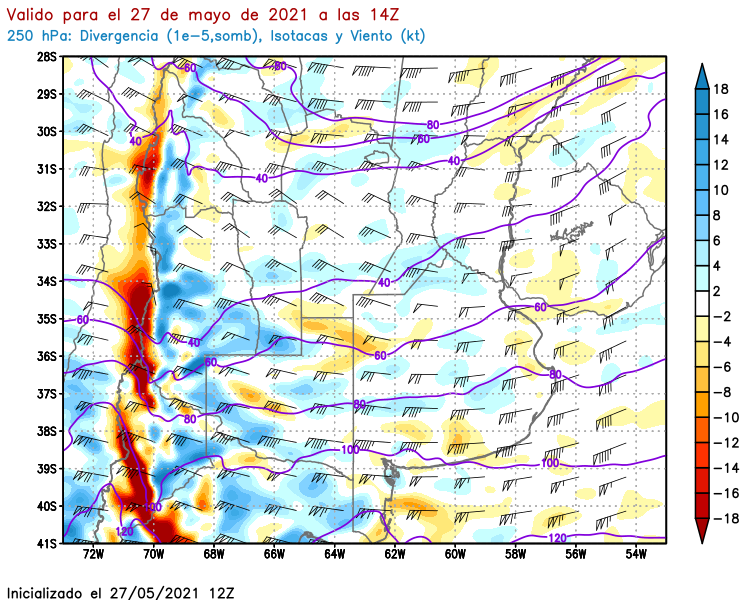 Valido para el 27 de mayo de 2021 a las 14Z
250 hPa: Divergencia (1e-5,somb), Isotacas y Viento (kt)
28S
29S
30S
31S
32S
33S
34S
35S
36S
37S
38S
39S
40S
41S
72W 70W 68W 66W 64W 62W 60W 58W 56W 54W
60 80
80
60
40 40
40
40
60 60
40
60 60
80
80 80
100 100
100
120 120
18
16
14
12
10
8
6
4
2
-2
-4
-6
-8
-10
-12
-14
-16
-18
Inicializado el 27/05/2021 12Z